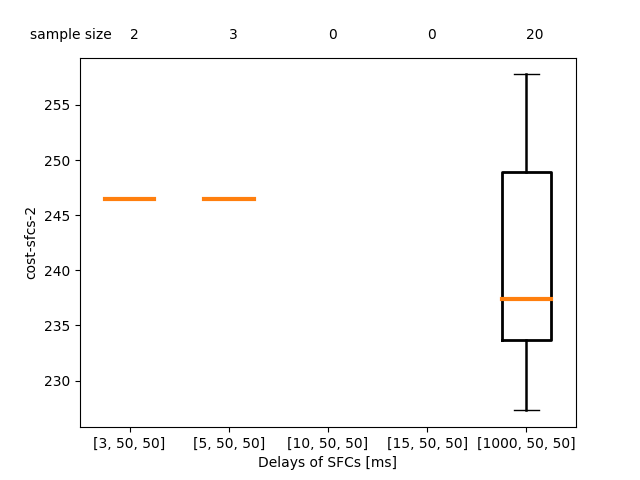 sample size 2 3 0 0 20
255
250
245
240
235
230
cost-sfcs-2
[3, 50, 50] [5, 50, 50] [10, 50, 50] [15, 50, 50] [1000, 50, 50]
Delays of SFCs [ms]